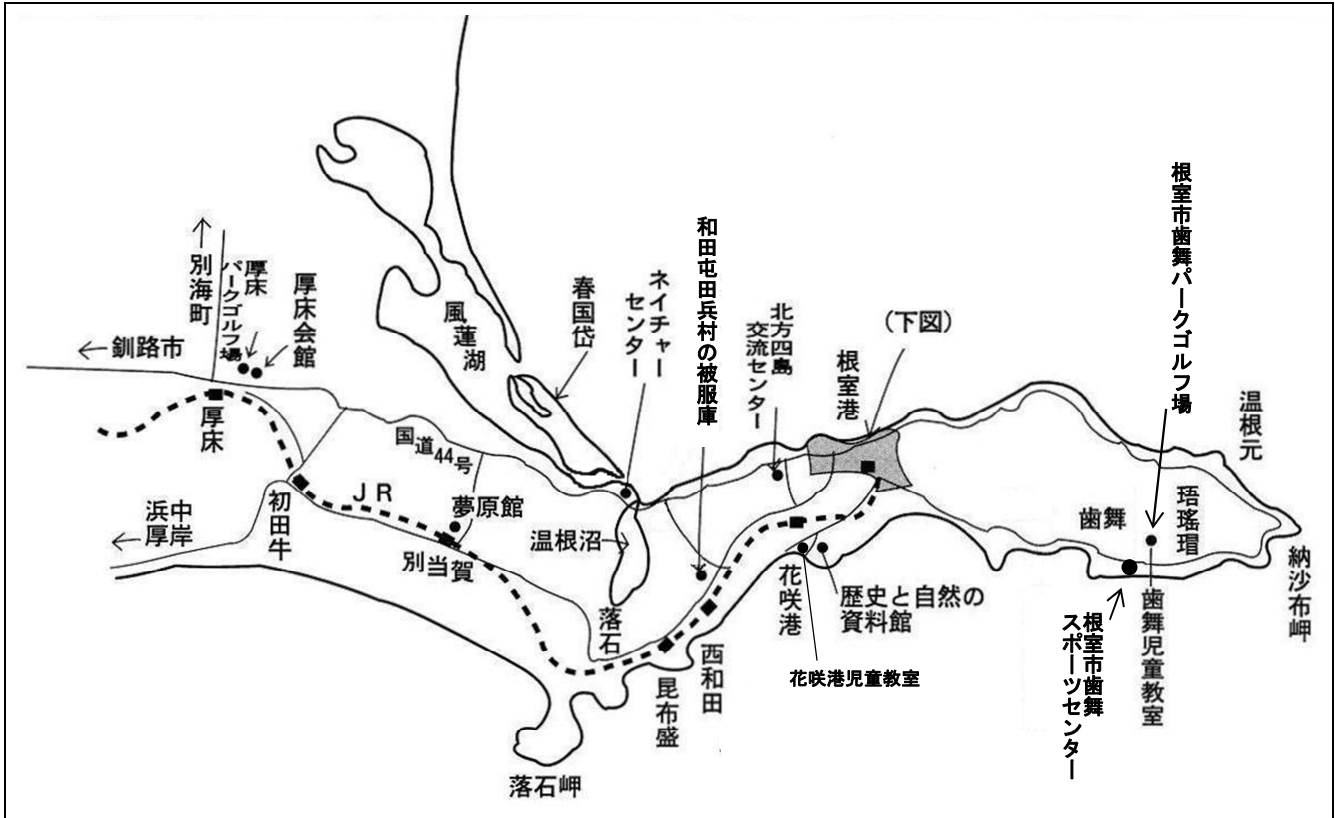 ↑
別海町
厚床
パークゴルフ場
厚床会館
←釧路市
厚床
浜中
厚岸
←
初田牛
JR
国道44号
夢原館
別当賀
風蓮湖
春国岱
ネイチャー
センター
温根沼→
落石
落石岬
和田屯田兵村の被服庫
昆布盛
西和田
北方四島
交流センター
根室港
(下図)
花咲港
歴史と自然の
資料館
花咲港児童教室
根室市歯舞パークゴルフ場
温根元
歯舞
珸瑤瑁
納沙布岬
歯舞児童教室
根室市歯舞
スポーツセンター